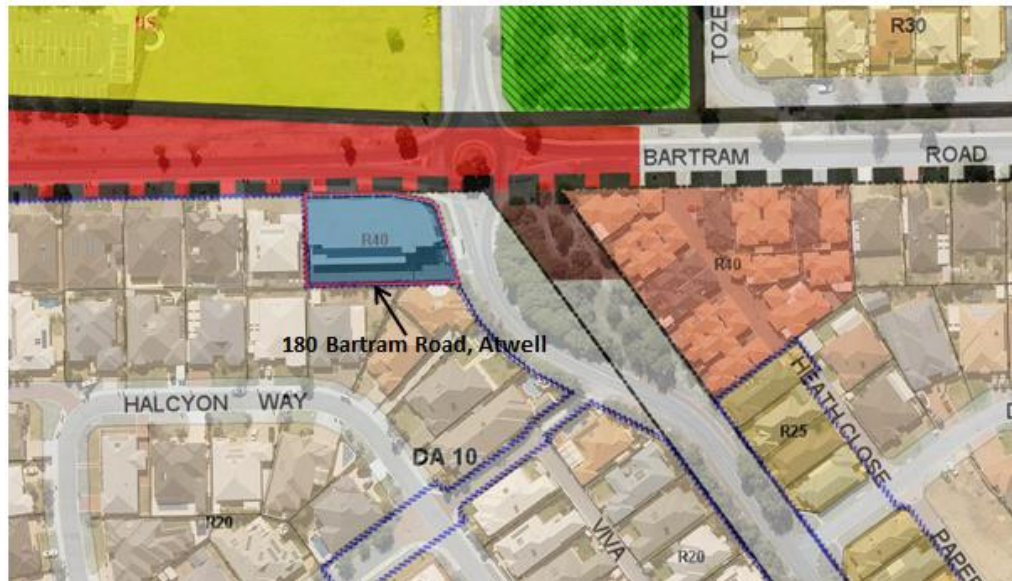 R30
TOZE
BARTRAM ROAD
R40
R40
180 Bartram Road, Atwell
HALCYON WAY
HEATH CLOSE
DA 10
R25
R20
VIVA
R20
PAPE